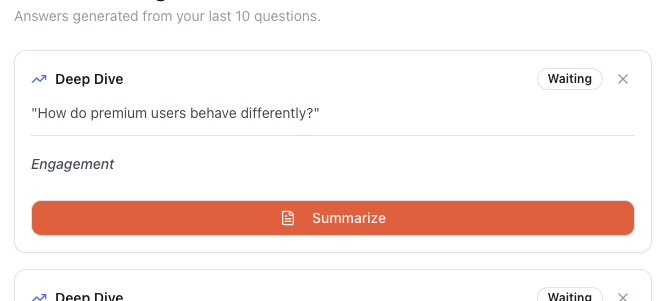 Answers generated from your last 10 questions.
Deep Dive
Waiting
"How do premium users behave differently?"
Engagement
Summarize
Deep Dive
Waiting